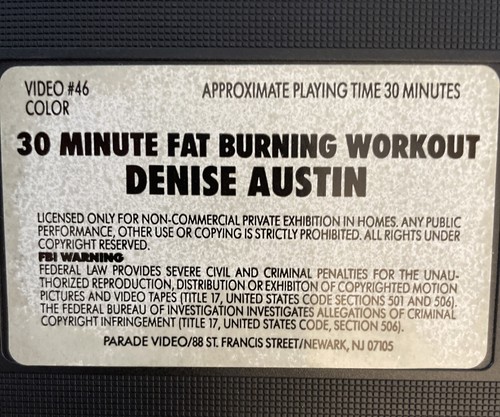 VIDEO #46
COLOR
APPROXIMATE PLAYING TIME 30 MINUTES
30 MINUTE FAT BURNING WORKOUT
DENISE AUSTIN
LICENSED ONLY FOR NON-COMMERCIAL PRIVATE EXHIBITION IN HOMES. ANY PUBLIC
PERFORMANCE, OTHER USE OR COPYING IS STRICTLY PROHIBITED. ALL RIGHTS UNDER
COPYRIGHT RESERVED.
FBI WARNING
FEDERAL LAW PROVIDES SEVERE CIVIL AND CRIMINAL PENALTIES FOR THE UNAU-
THORIZED REPRODUCTION, DISTRIBUTION OR EXHIBITON OF COPYRIGHTED MOTION
PICTURES AND VIDEO TAPES (TITLE 17, UNITED STATES CODE SECTIONS 501 AND 506).
THE FEDERAL BUREAU OF INVESTIGATION INVESTIGATES ALLEGATIONS OF CRIMINAL
COPYRIGHT INFRINGEMENT (TITLE 17, UNITED STATES CODE, SECTION 506).
PARADE VIDEO/88 ST. FRANCIS STREET/NEWARK, NJ 07105